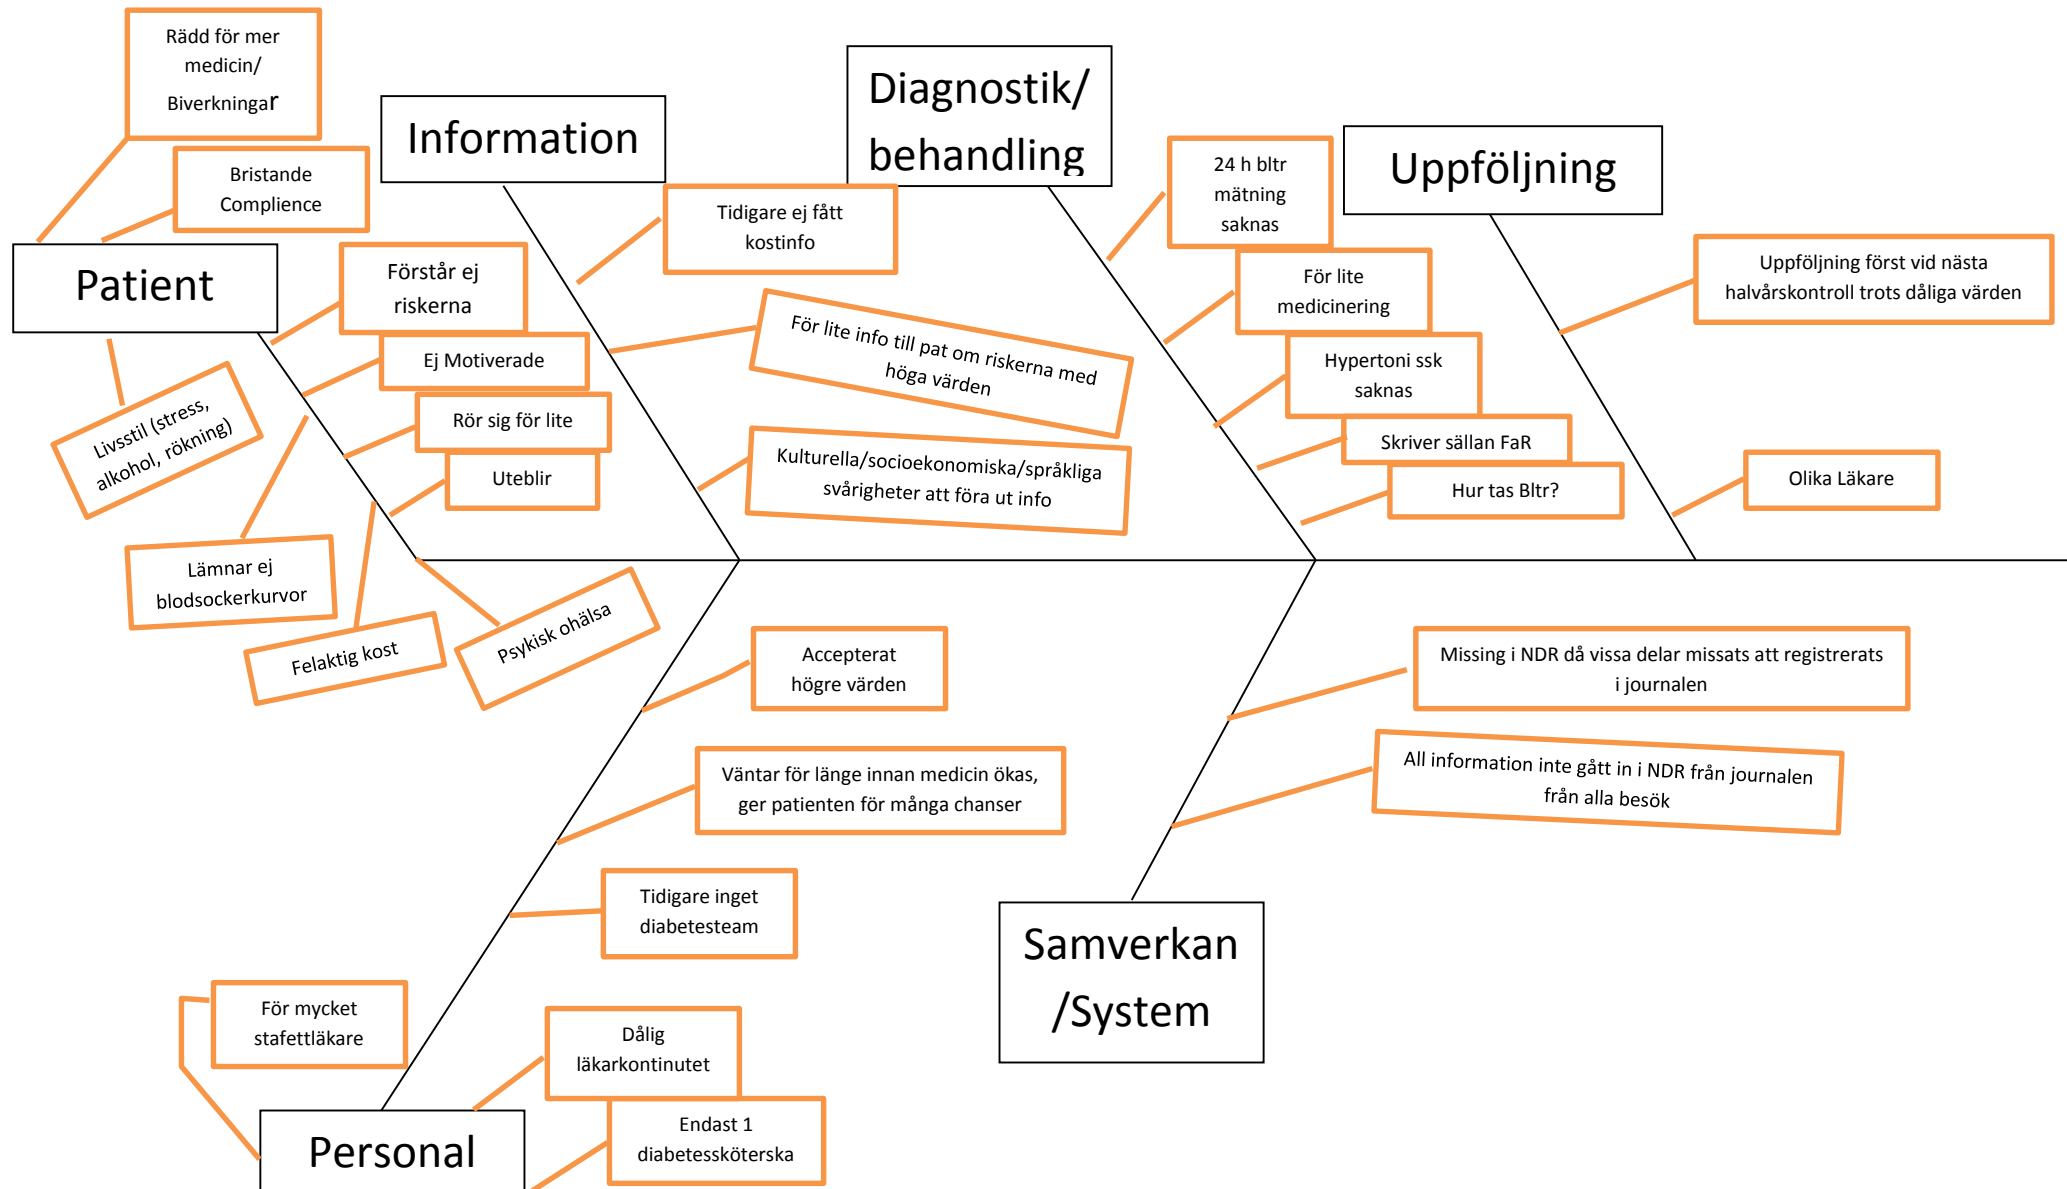 Rädd för mer
medicin/
Biverkningar
Bristande
Complience
Patient
Livsstil (stress,
alkohol, rökning)
Förstår ej
riskerna
Ej Motiverade
Rör sig för lite
Uteblir
Lämnar ej
blodsockerkurvor
Felaktig kost
Psykisk ohälsa
Information
Tidigare ej fått
kostinfo
För lite info till pat om riskerna med
höga värden
Kulturella/socioekonomiska/språkliga
svårigheter att föra ut info
Diagnostik/
behandling
24 h bltr
mätning
saknas
För lite
medicinering
Hypertoni ssk
saknas
Skriver sällan FaR
Hur tas Bltr?
Uppföljning
Uppföljning först vid nästa
halvårskontroll trots dåliga värden
Olika Läkare
Accepterat
högre värden
Väntar för länge innan medicin ökas,
ger patienten för många chanser
Tidigare inget
diabetesteam
För mycket
stafettläkare
Dålig
läkarkontinutet
Endast 1
diabetessköterska
Personal
Missing i NDR då vissa delar missats att registrerats
i journalen
All information inte gått in i NDR från journalen
från alla besök
Samverkan
/System